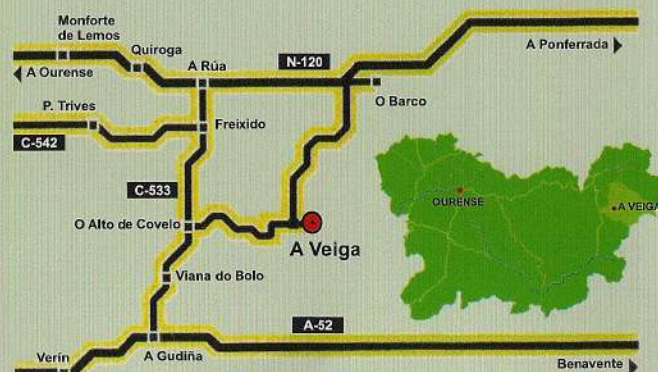 Monforte
de Lemos
Quiroga
A Ourense
A Rúa
N-120
A Ponferrada
O Barco
P. Trives
Freixido
C-542
C-533
O Alto de Covelo
A Veiga
Viana do Bolo
A-52
A Gudiña
Verín
Benavente
OURENSE
A VEIGA